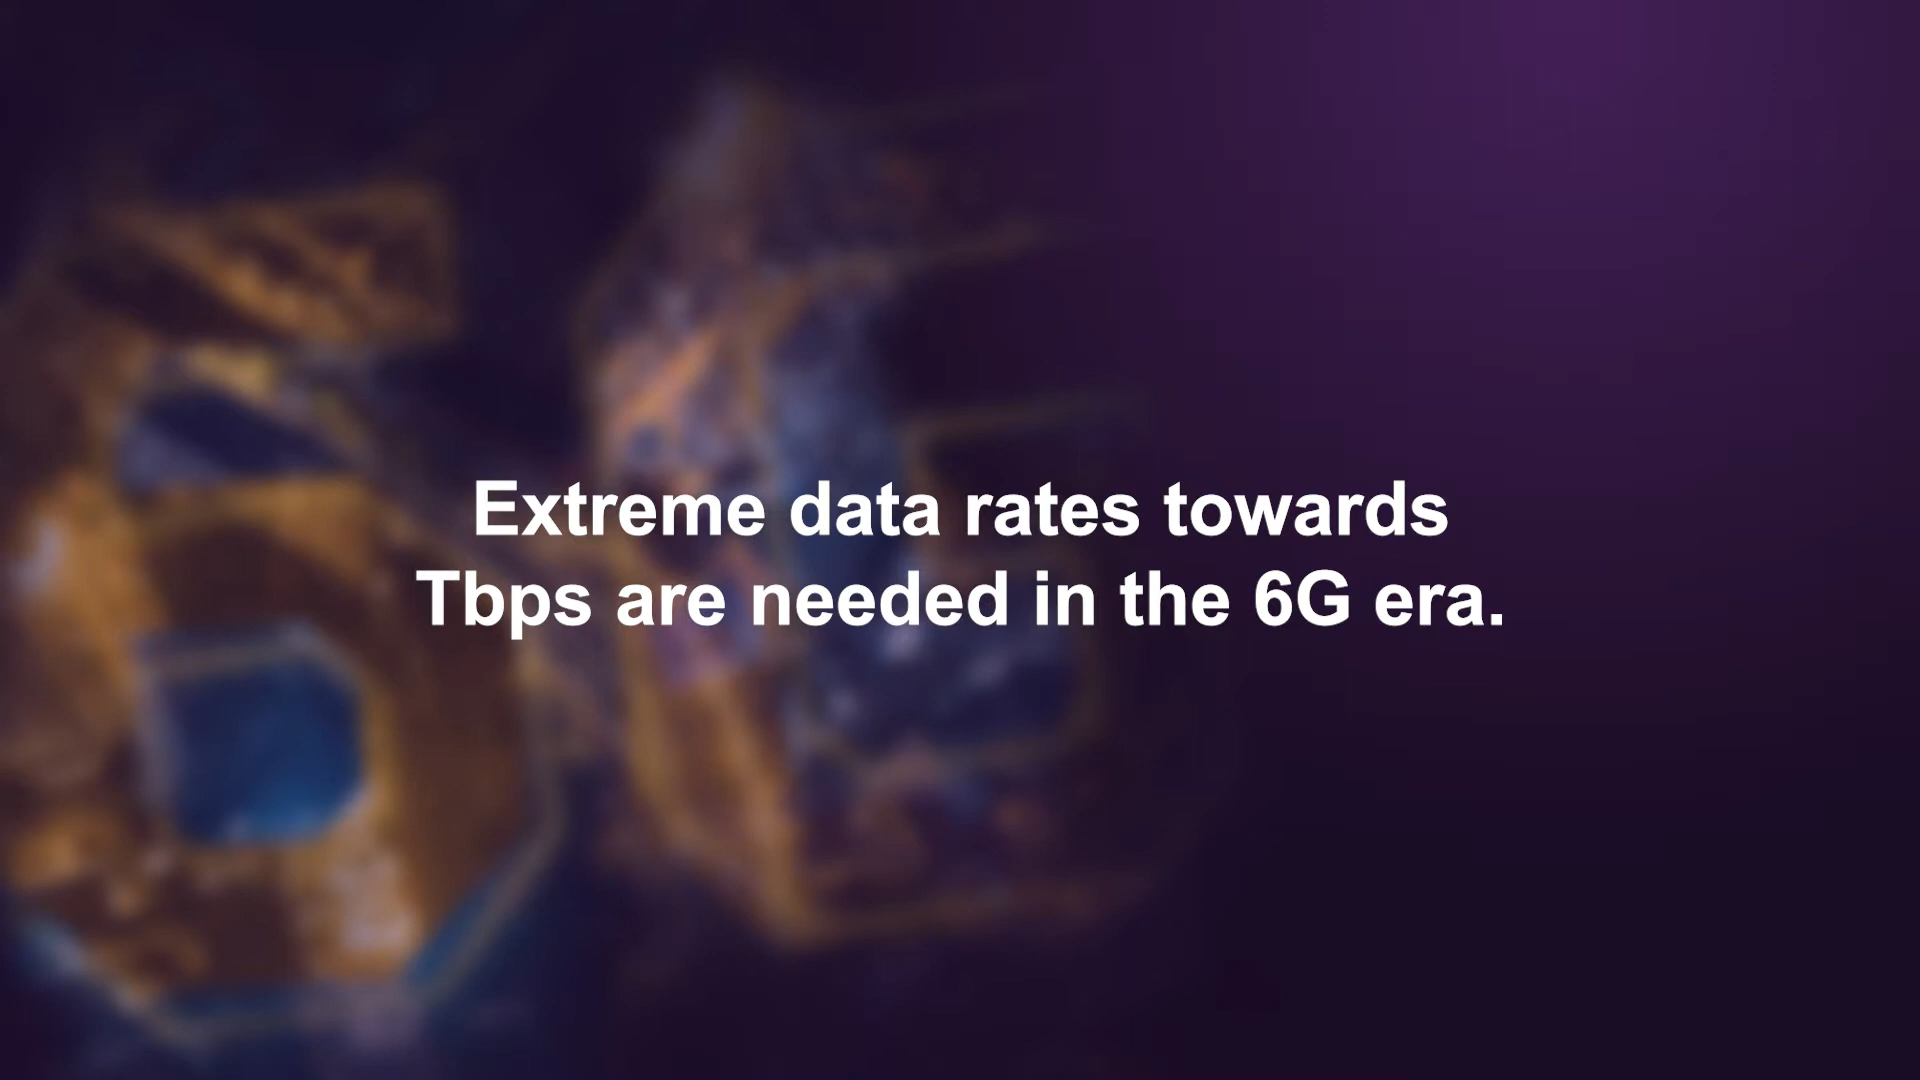 Extreme data rates towards
Tbps are needed in the 6G era.